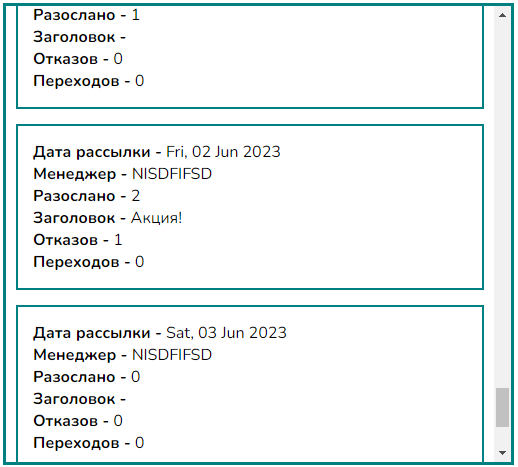 Разослано - 1
Заголовок -
Отказов - 0
Переходов - 0
Дата рассылки - Fri, 02 Jun 2023
Менеджер - NISDFIFSD
Разослано - 2
Заголовок - Акция!
Отказов - 1
Переходов - 0
Дата рассылки - Sat, 03 Jun 2023
Менеджер - NISDFIFSD
Разослано - 0
Заголовок -
Отказов - 0
Переходов - 0